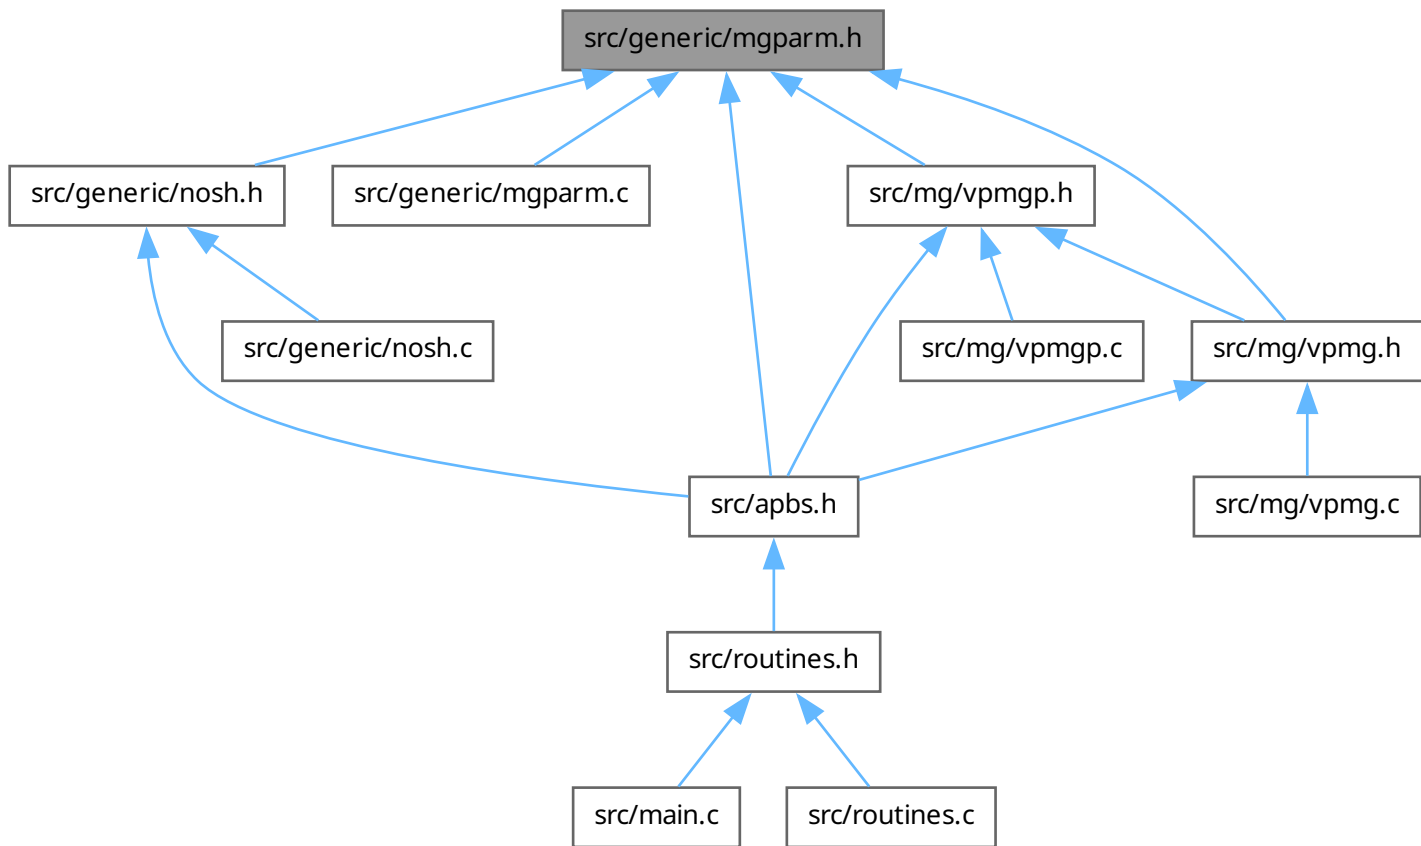 src/generic/mgparm.h
src/generic/nosh.h
src/generic/mgparm.c
src/mg/vpmgp.h
src/generic/nosh.c
src/mg/vpmgp.c
src/mg/vpmg.h
src/apbs.h
src/mg/vpmg.c
src/routines.h
src/main.c
src/routines.c